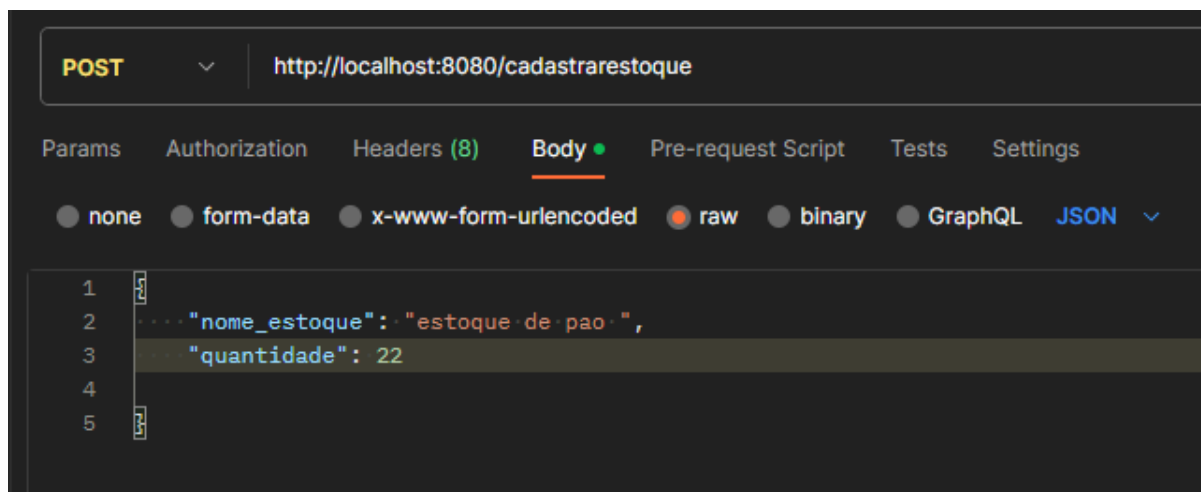 POST http://localhost:8080/cadastrarestoque
Params Authorization Headers (8) Body Pre-request Script Tests Settings
none form-data x-www-form-urlencoded raw binary GraphQL JSON
1 {
2 "nome_estoque": "estoque de pao ",
3 "quantidade": 22
4
5 }